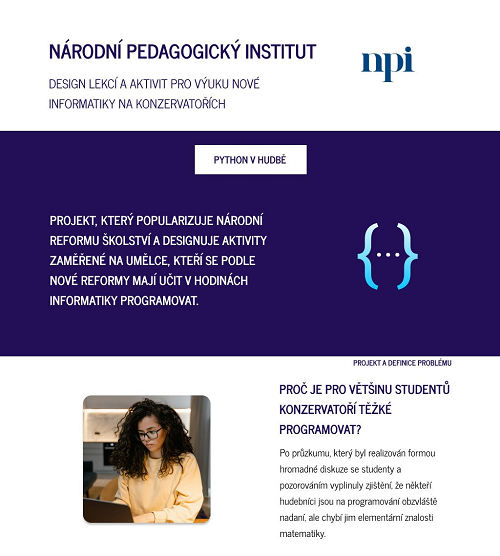 NÁRODNÍ PEDAGOGICKÝ INSTITUT
npi
DESIGN LEKCÍ A AKTIVIT PRO VÝUKU NOVÉ
INFORMATIKY NA KONZERVATOŘÍCH
PYTHON V HUDBĚ
PROJEKT, KTERÝ POPULARIZUJE NÁRODNÍ
REFORMU ŠKOLSTVÍ A DESIGNUJE AKTIVITY
ZAMĚŘENÉ NA UMĚLCE, KTEŘÍ SE PODLE
NOVÉ REFORMY MAJÍ UČIT V HODINÁCH
INFORMATIKY PROGRAMOVAT.
{...}
PROJEKT A DEFINICE PROBLÉMU
PROČ JE PRO VĚTŠINU STUDENTŮ
KONZERVATOŘÍ TĚŽKÉ
PROGRAMOVAT?
Po průzkumu, který byl realizován formou
hromadné diskuze se studenty a
pozorováním vyplinuly zjištění, že někteří
hudebníci jsou na programování obzvláště
nadaní, ale chybí jim elementární znalosti
matematiky.